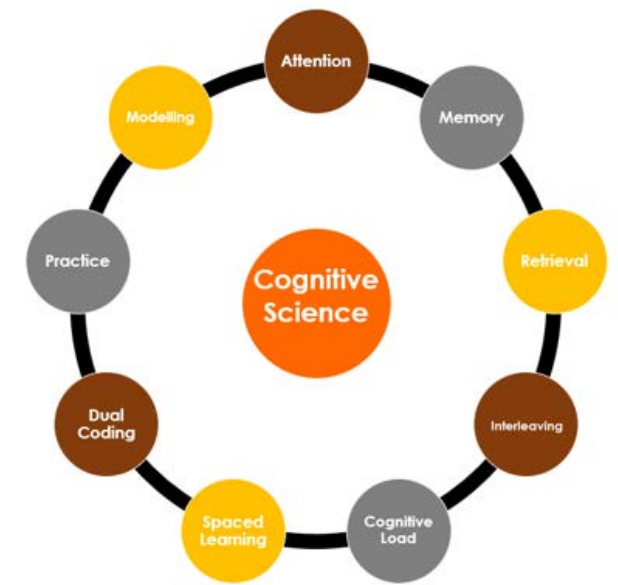 Attention
Memory
Retrieval
Interleaving
Cognitive
Load
Spaced
Learning
Dual
Coding
Practice
Modelling
Cognitive
Science